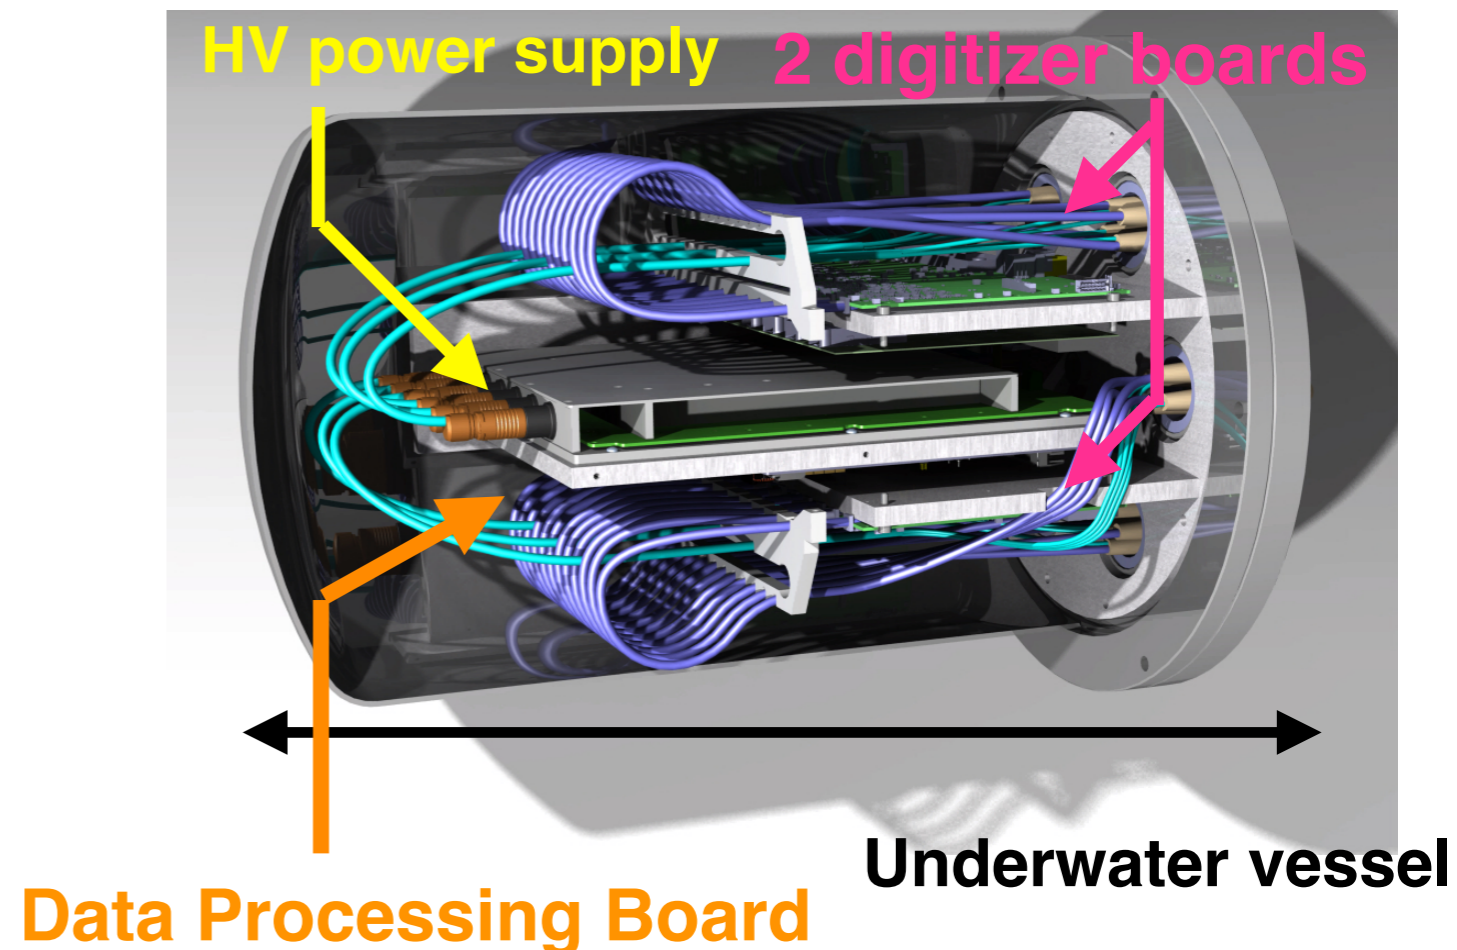 HV power supply
2 digitizer boards
Underwater vessel
Data Processing Board